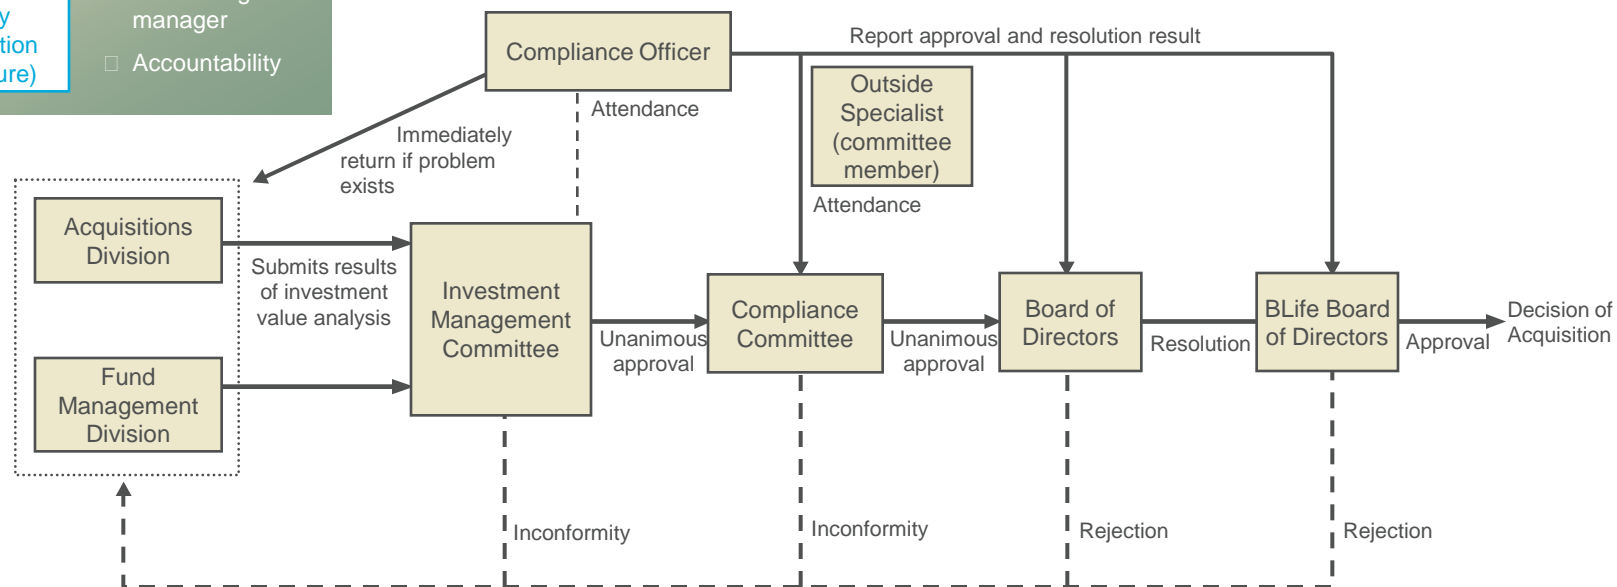 manager
Accountability
Compliance Officer
Report approval and resolution result
Outside
Specialist
(committee
member)
Attendance
Immediately
return if problem
exists
Attendance
Acquisitions
Division
Submits results
of investment
value analysis
Investment
Management
Committee
Fund
Management
Division
Unanimous
approval
Compliance
Committee
Unanimous
approval
Board of
Directors
Resolution
BLife Board
of Directors
Approval
Decision of
Acquisition
Inconformity
Inconformity
Rejection
Rejection